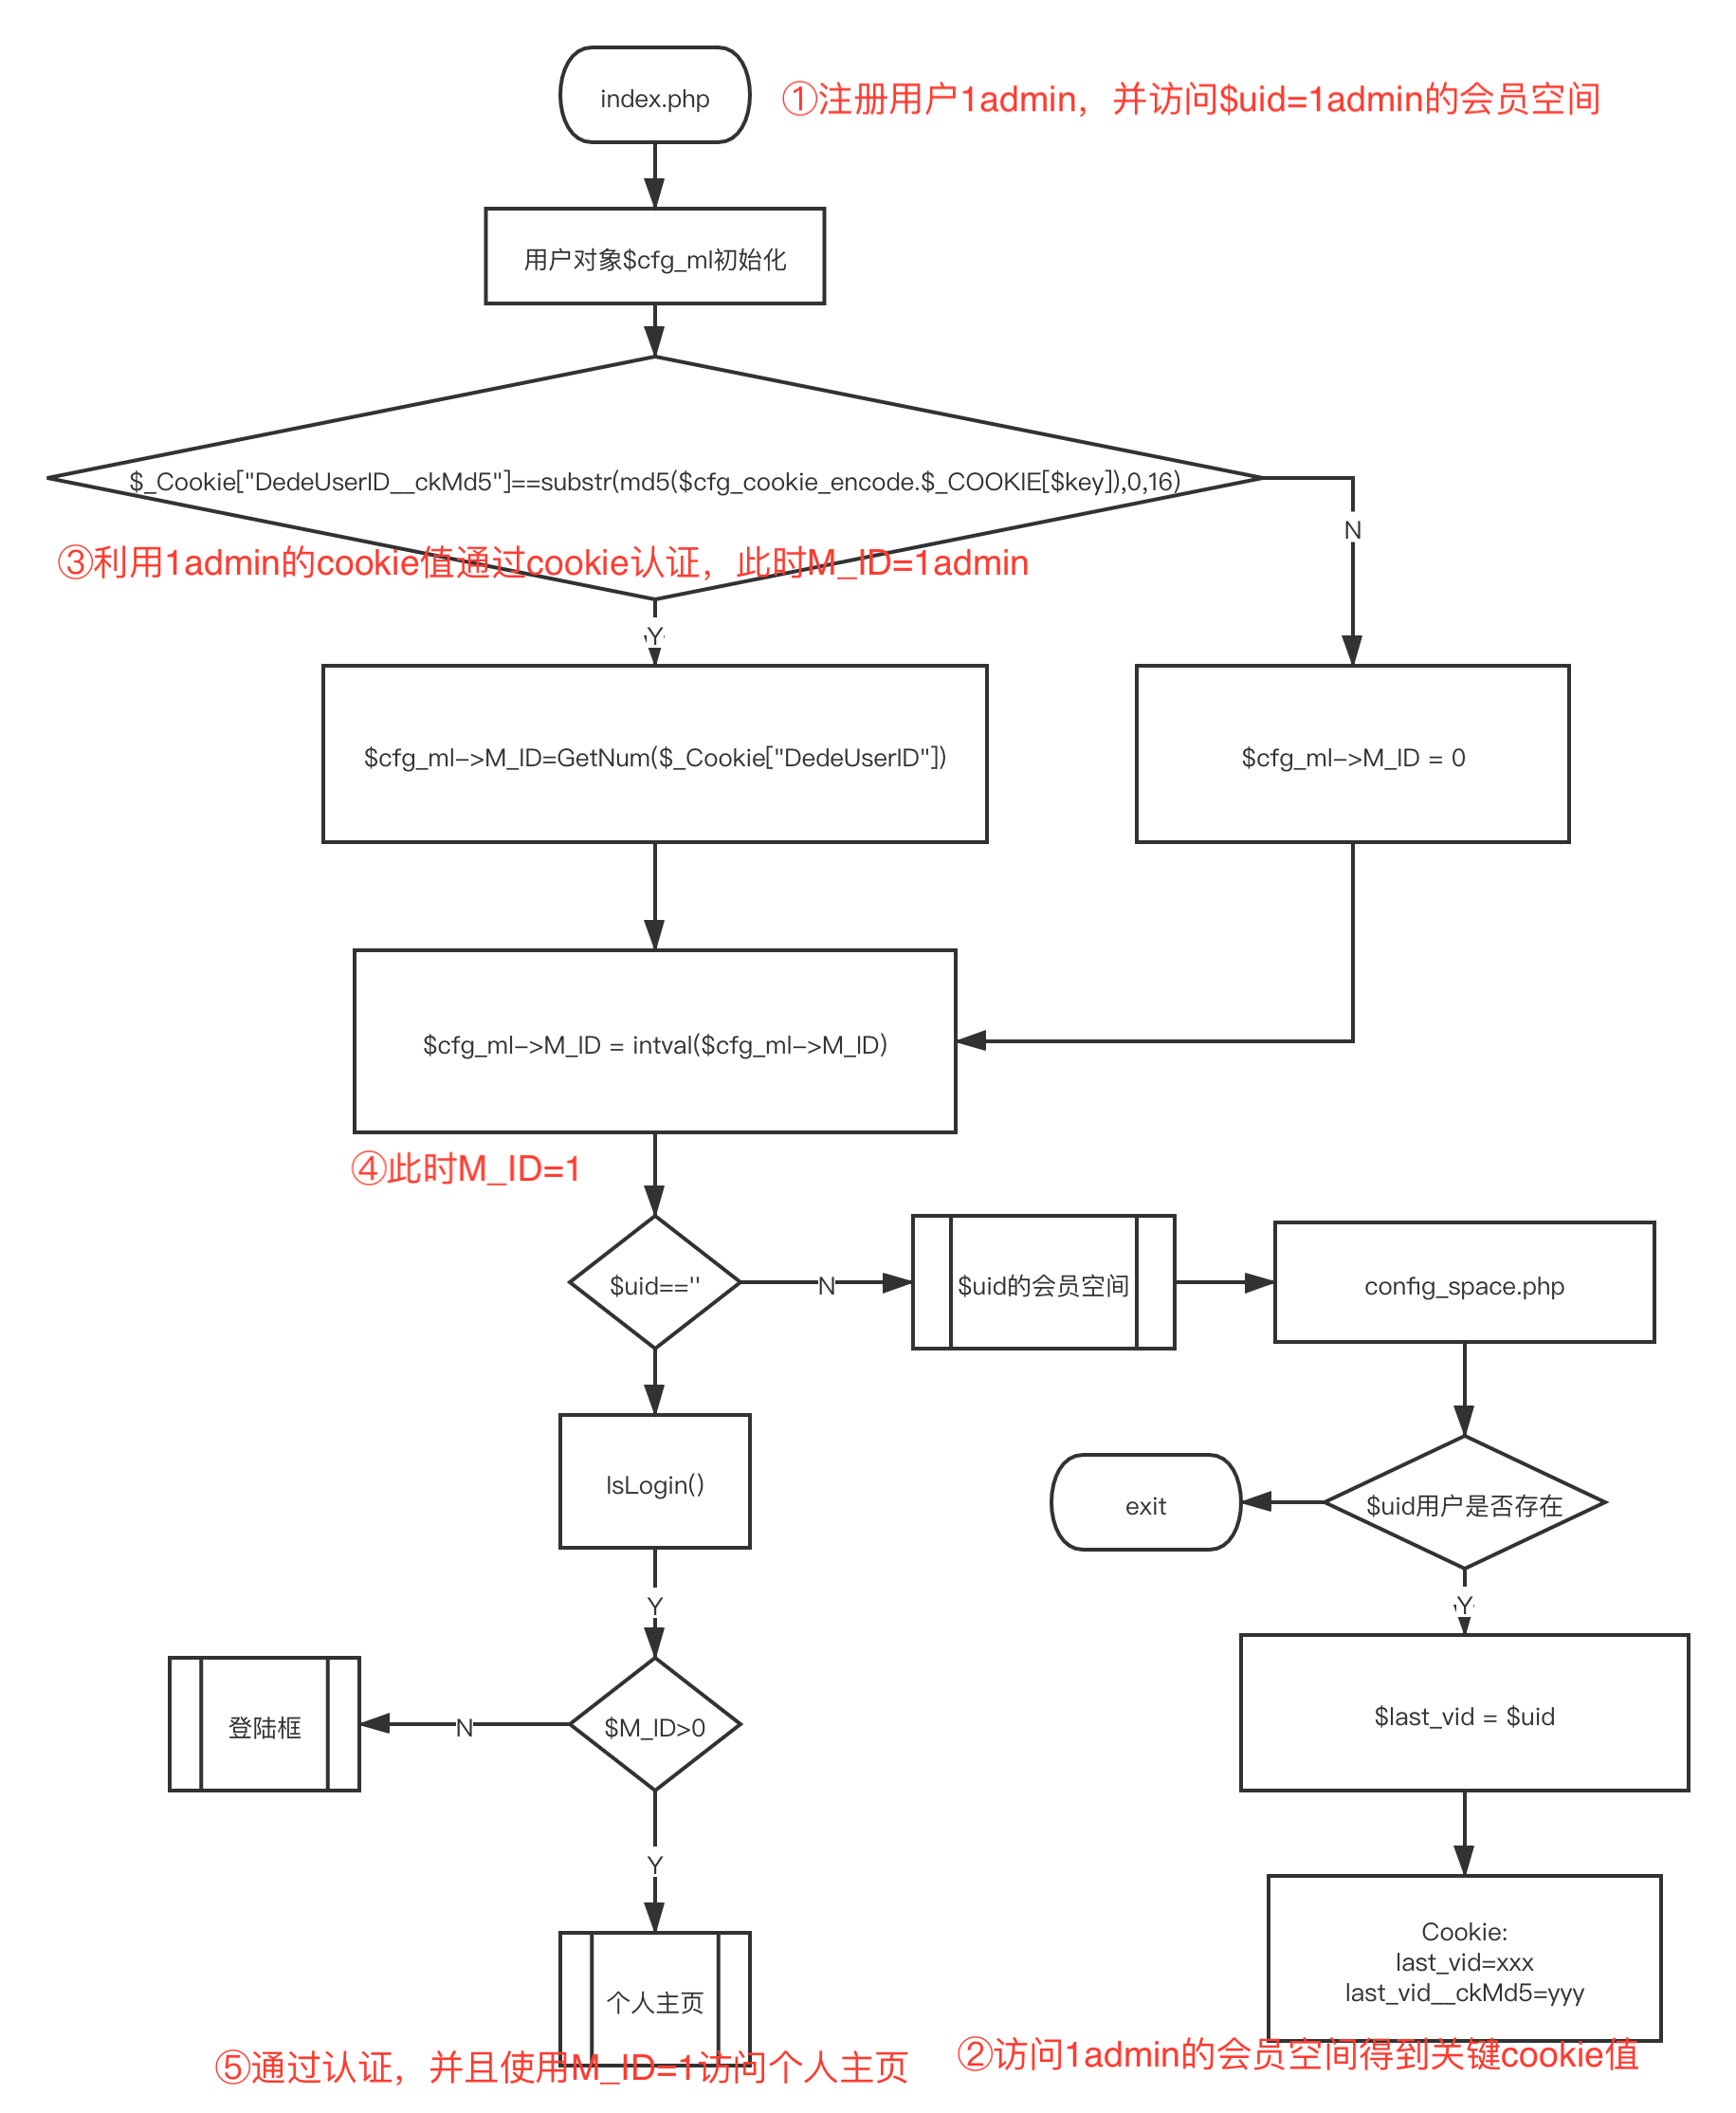 index.php
①注册用户1admin，并访问$uid=1admin的会员空间
用户对象$cfg_ml初始化
$_Cookie["DedeUserID__ckMd5"]==substr(md5($cfg_cookie_encode.$_COOKIE[$key]),0,16)
N
③利用1admin的cookie值通过cookie认证，此时M_ID=1admin
Y
$cfg_ml->M_ID=GetNum($_Cookie["DedeUserID"])
$cfg_ml->M_ID = 0
$cfg_ml->M_ID = intval($cfg_ml->M_ID)
④此时M_ID=1
$uid==''
N
$uid的会员空间
config_space.php
IsLogin()
exit
$uid用户是否存在
Y
Y
登陆框
N
$M_ID>0
$last_vid = $uid
Y
Cookie:
last_vid=xxx
last_vid__ckMd5=yyy
个人主页
②访问1admin的会员空间得到关键cookie值
⑤通过认证，并且使用M_ID=1访问个人主页